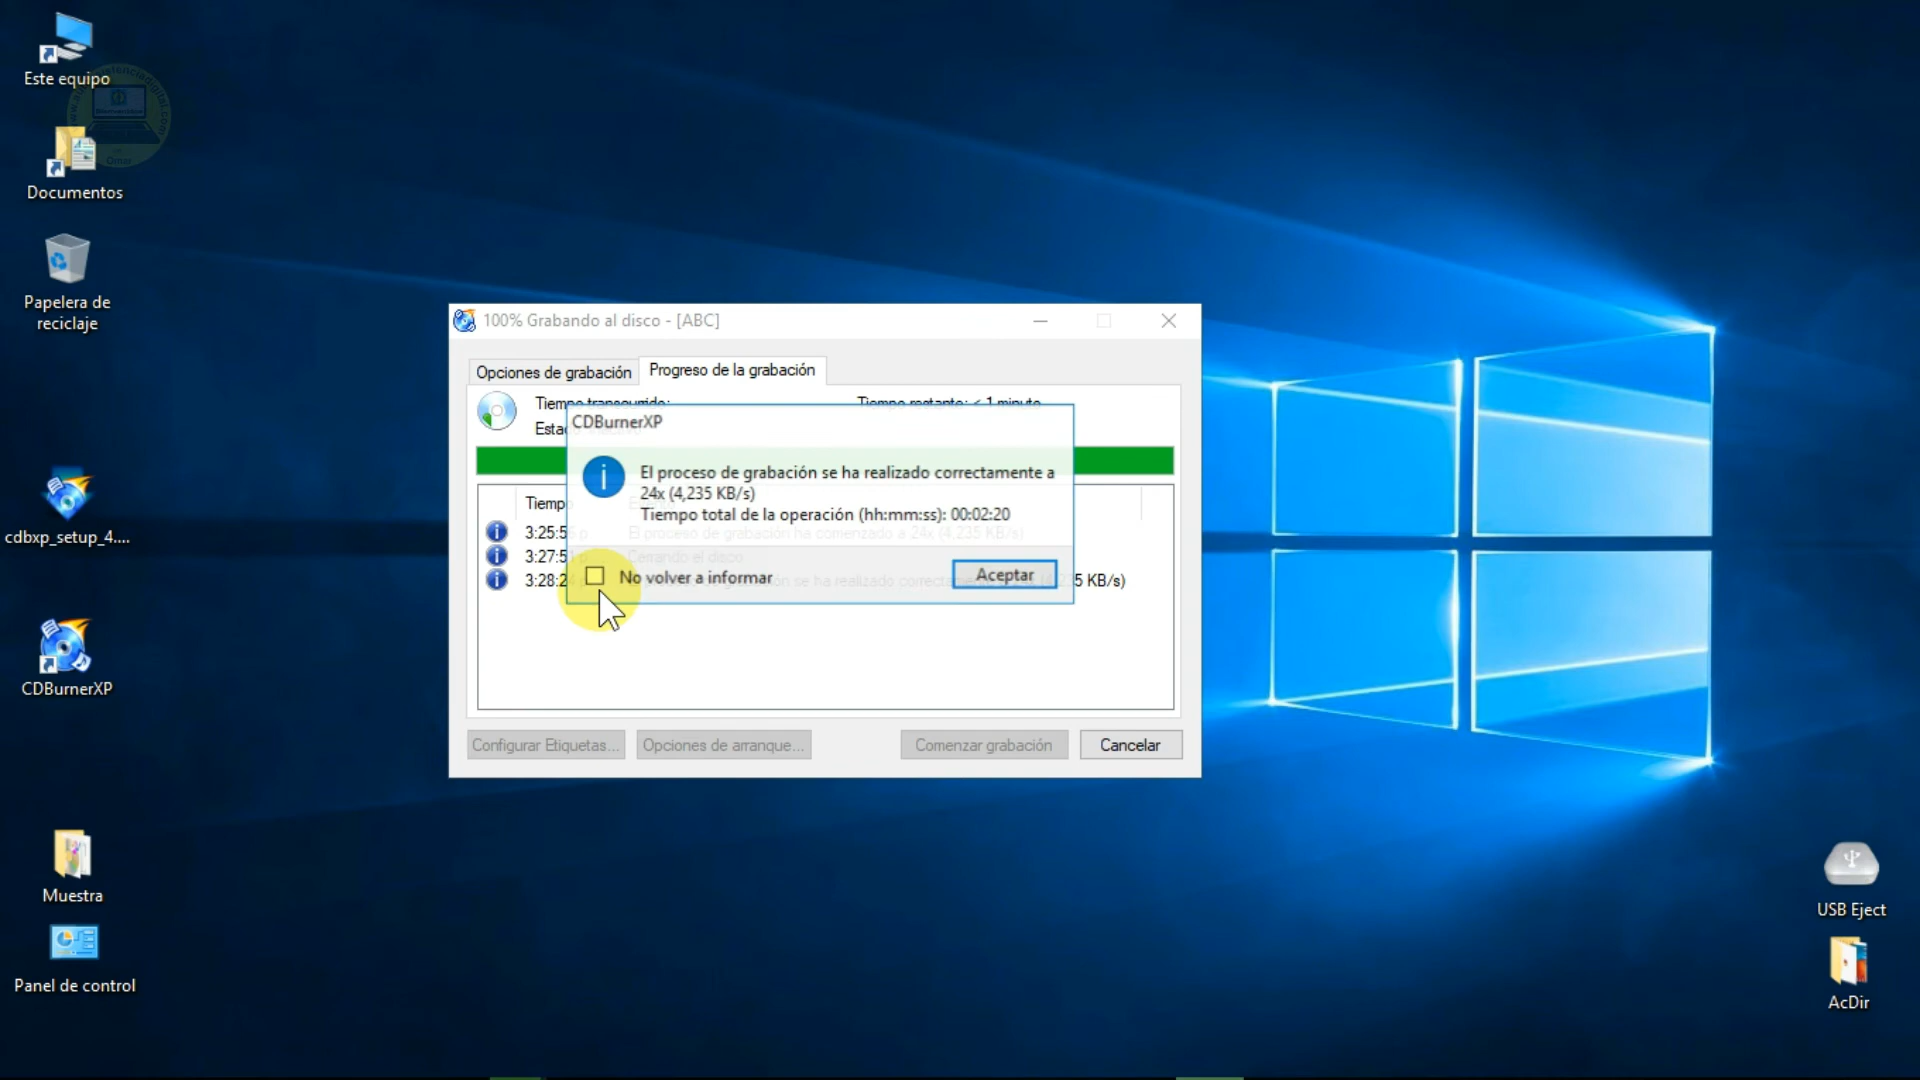 Este equipo
Documentos
Papelera de
reciclaje
cdbxp_setup_4....
CDBurnerXP
Muestra
Panel de control
100% Grabando al disco - [ABC]
Opciones de grabación
Progreso de la grabación
Tiempo transcurrido:
Tiempo restante: < 1 minuto
Esta
CDBurnerXP
El proceso de grabación se ha realizado correctamente a
24x (4,235 KB/s)
Tiempo total de la operación (hh:mm:ss): 00:02:20
No volver a informar
Aceptar
Tiempo
3:25:5 p El proceso de grabación ha comenzado a 24x (4,235 KB/s)
3:27:5 p Cerrando el disco
3:28:2 proceso de grabación se ha realizado correctamente 5 KB/s)
Configurar Etiquetas...
Opciones de arranque...
Comenzar grabación
Cancelar
USB Eject
AcDir